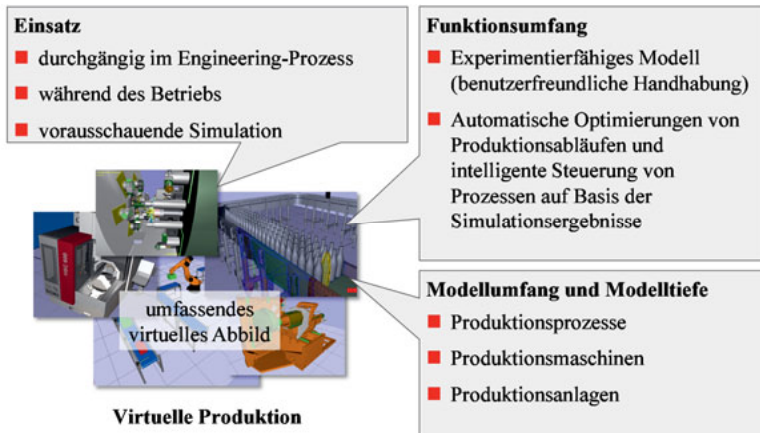 Einsatz
durchgängig im Engineering-Prozess
während des Betriebs
vorausschauende Simulation
Funktionsumfang
Experimentierfähiges Modell
(benutzerfreundliche Handhabung)
Automatische Optimierungen von
Produktionsabläufen und
intelligente Steuerung von
Prozessen auf Basis der
Simulationsergebnisse
umfassendes
virtuelles Abbild
Virtuelle Produktion
Modellumfang und Modelltiefe
Produktionsprozesse
Produktionsmaschinen
Produktionsanlagen